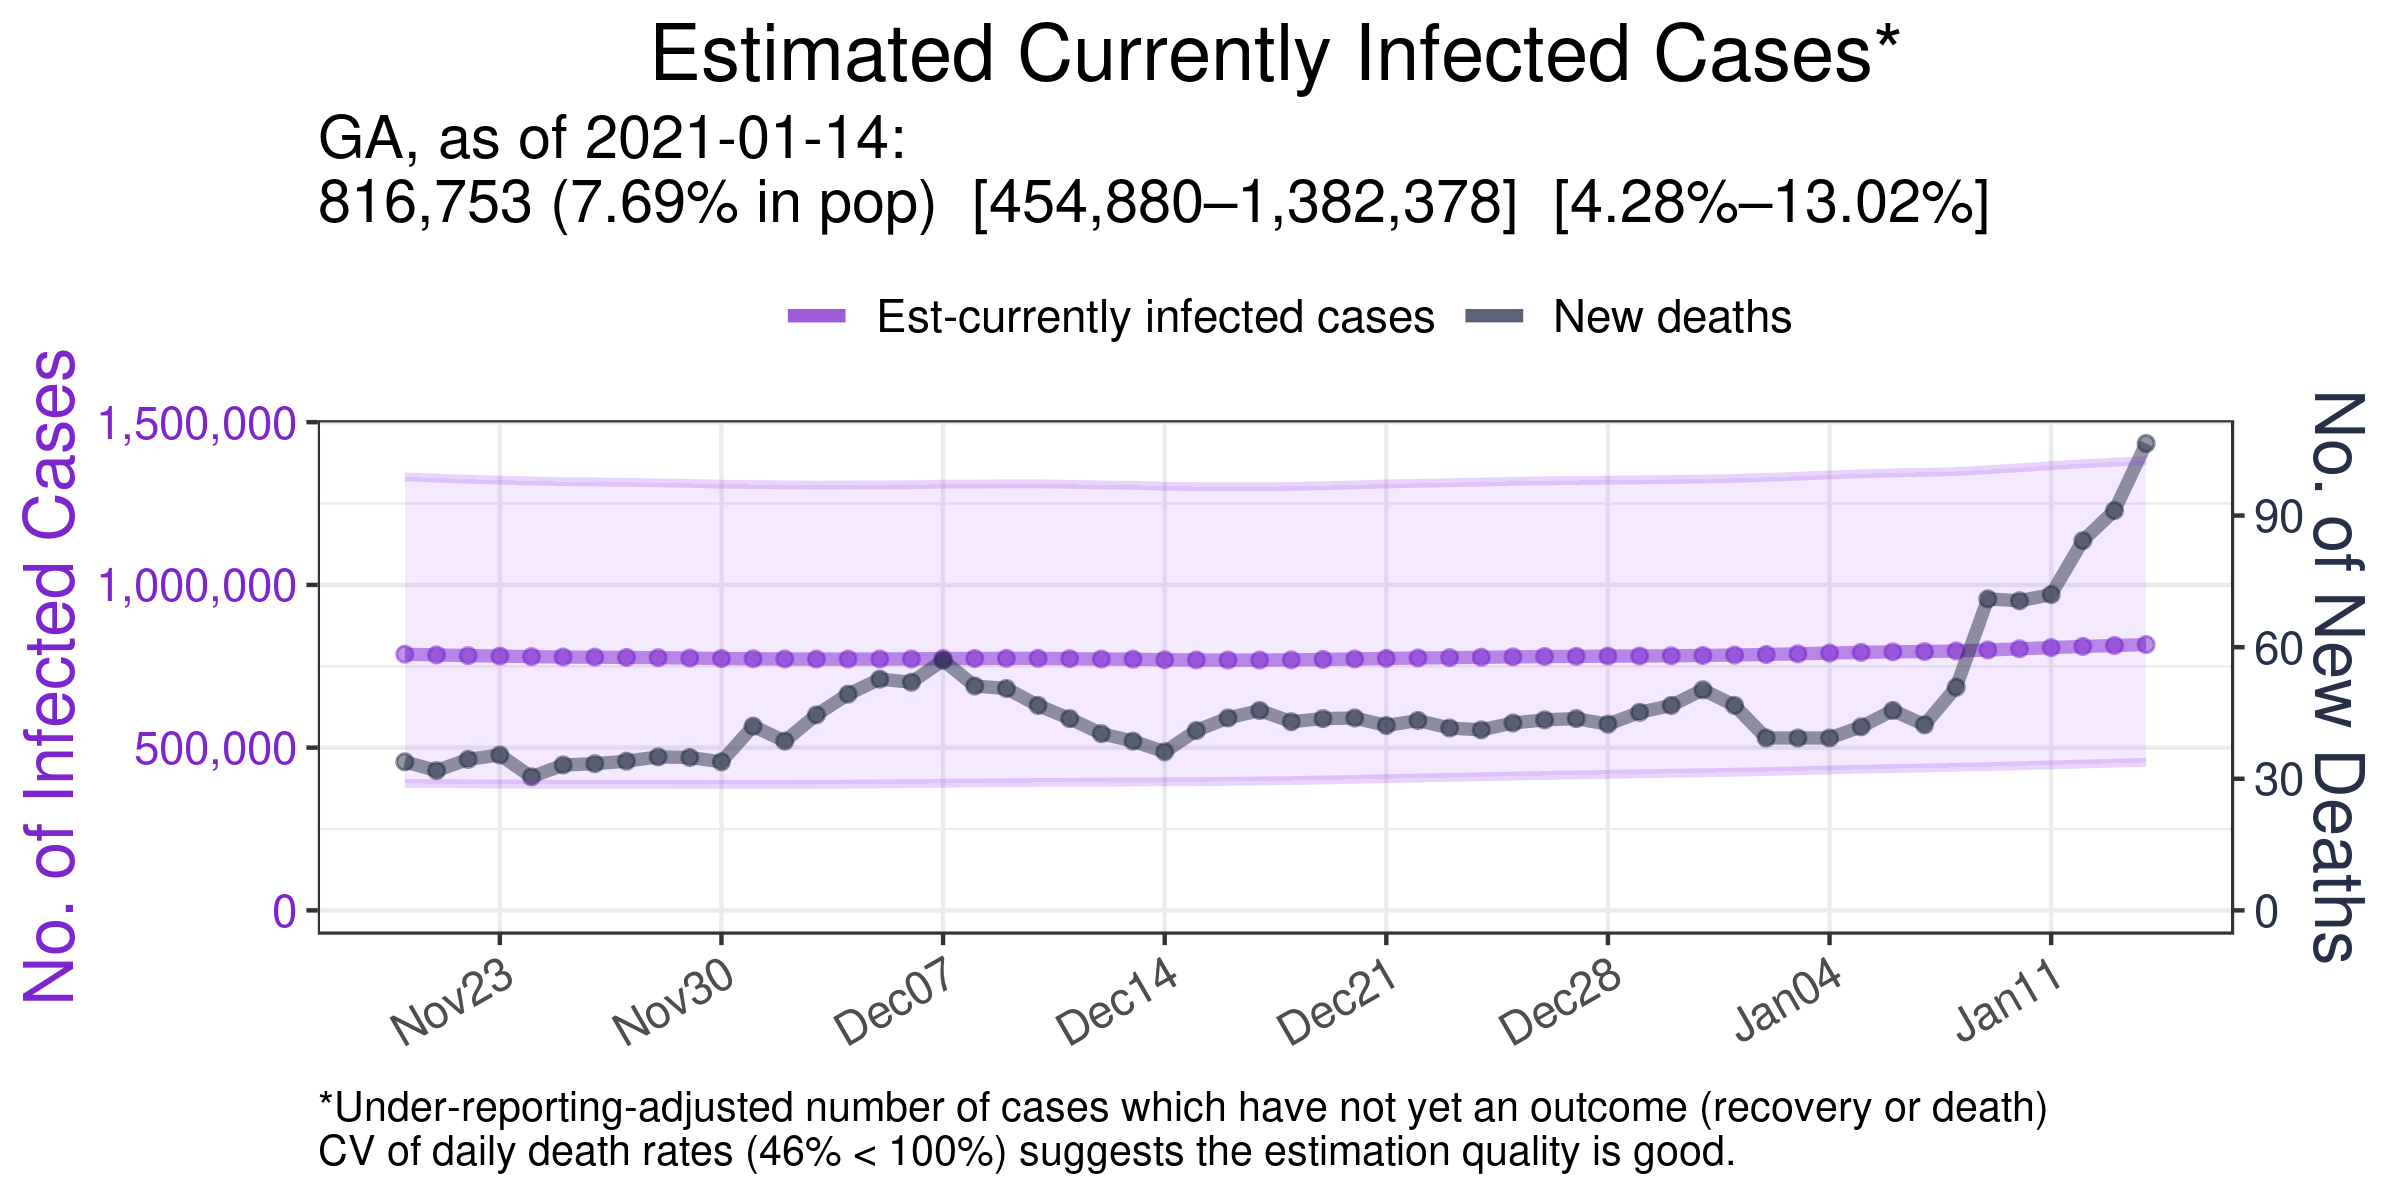 Estimated Currently Infected Cases*
GA, as of 2021-01-14:
816,753 (7.69% in pop) [454,880–1,382,378] [4.28%–13.02%]
Est-currently infected cases
New deaths
No. of Infected Cases
1,500,000
1,000,000
500,000
0
No. of New Deaths
90
60
30
0
Nov23
Nov30
Dec07
Dec14
Dec21
Dec28
Jan04
Jan11
*Under-reporting-adjusted number of cases which have not yet an outcome (recovery or death)
CV of daily death rates (46% < 100%) suggests the estimation quality is good.